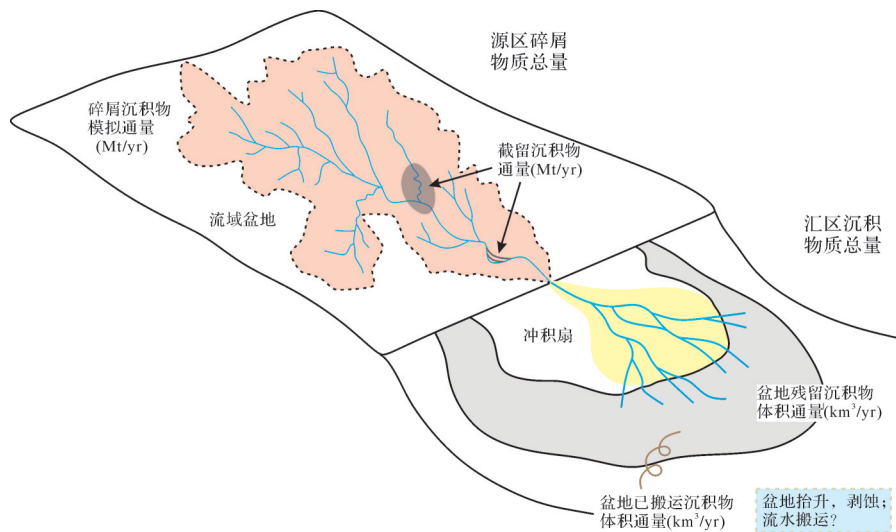 源区碎屑
物质总量
碎屑沉积物
模拟通量
(Mt/yr)
截留沉积物
通量(Mt/yr)
流域盆地
汇区沉积
物质总量
冲积扇
盆地残留沉积物
体积通量(km³/yr)
盆地已搬运沉积物
体积通量(km³/yr)
盆地抬升，剥蚀；
流水搬运？